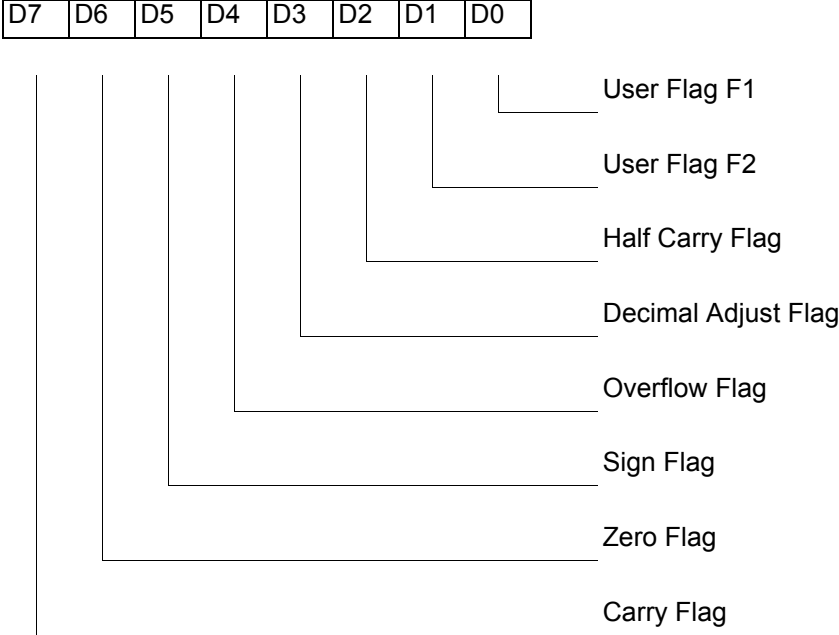 D7 D6 D5 D4 D3 D2 D1 D0
User Flag F1
User Flag F2
Half Carry Flag
Decimal Adjust Flag
Overflow Flag
Sign Flag
Zero Flag
Carry Flag